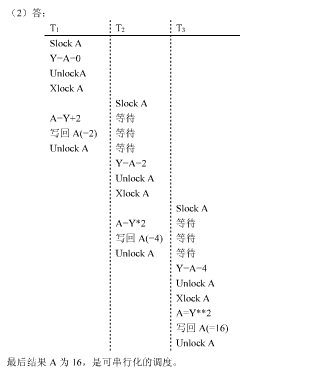 （2）答：
T₁ T₂ T₃
Slock A
Y=A=0
UnlockA
Xlock A
Slock A
A=Y+2 等待
写回 A(=2) 等待
Unlock A 等待
Y=A=2
Unlock A
Xlock A
Slock A
A=Y*2 等待
写回 A(=4) 等待
Unlock A 等待
Y=A=4
Unlock A
Xlock A
A=Y**2
写回 A(=16)
Unlock A
最后结果 A 为 16，是可串行化的调度。